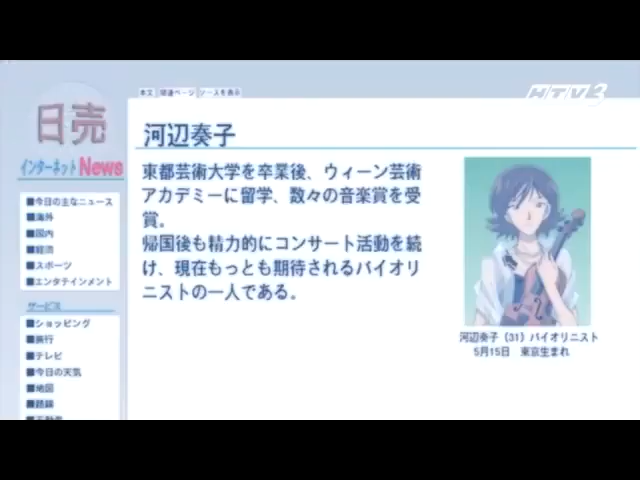 HTV3
本文 関連ページ ソースを表示
日売
インターネットNews
■今日の主なニュース
■海外
■国内
■経済
■スポーツ
■エンタテインメント
サービス
■ショッピング
■旅行
■テレビ
■今日の天気
■地図
■路線
河辺奏子
東都芸術大学を卒業後、ウィーン芸術
アカデミーに留学、数々の音楽賞を受
賞。
帰国後も精力的にコンサート活動を続
け、現在もっとも期待されるバイオリ
ニストの一人である。
河辺奏子（31）バイオリニスト
5月15日　東京生まれ